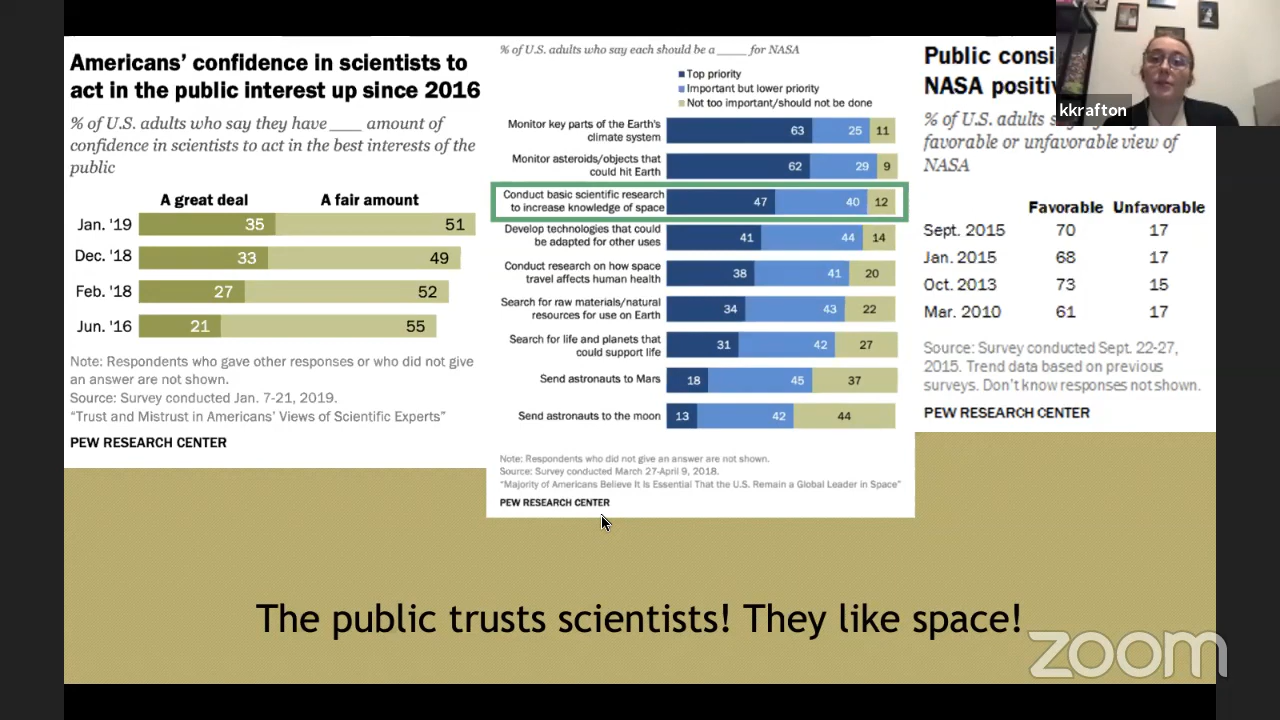 Americans' confidence in scientists to
act in the public interest up since 2016
% of U.S. adults who say they have ____ amount of
confidence in scientists to act in the best interests of the
public
A great deal A fair amount
Jan. '19 35 51
Dec. '18 33 49
Feb. '18 27 52
Jun. '16 21 55
Note: Respondents who gave other responses or who did not give
an answer are not shown.
Source: Survey conducted Jan. 7-21, 2019.
"Trust and Mistrust in Americans' Views of Scientific Experts"
PEW RESEARCH CENTER
% of U.S. adults who say each should be a _____ for NASA
Top priority
Important but lower priority
Not too important/should not be done
Monitor key parts of the Earth's
climate system 63 25 11
Monitor asteroids/objects that
could hit Earth 62 29 9
Conduct basic scientific research
to increase knowledge of space 47 40 12
Develop technologies that could
be adapted for other uses 41 44 14
Conduct research on how space
travel affects human health 38 41 20
Search for raw materials/natural
resources for use on Earth 34 43 22
Search for life and planets that
could support life 31 42 27
Send astronauts to Mars 18 45 37
Send astronauts to the moon 13 42 44
Note: Respondents who did not give an answer are not shown.
Source: Survey conducted March 27-April 9, 2018.
"Majority of Americans Believe It Is Essential That the U.S. Remain a Global Leader in Space"
PEW RESEARCH CENTER
Public
NASA
% of U.S. adults
favorable or unfavorable view of
NASA
Favorable Unfavorable
Sept. 2015 70 17
Jan. 2015 68 17
Oct. 2013 73 15
Mar. 2010 61 17
Source: Survey conducted Sept. 22-27,
2015. Trend data based on previous
surveys. Don't know responses not shown.
PEW RESEARCH CENTER
kkrafton
The public trusts scientists! They like space!
zoom